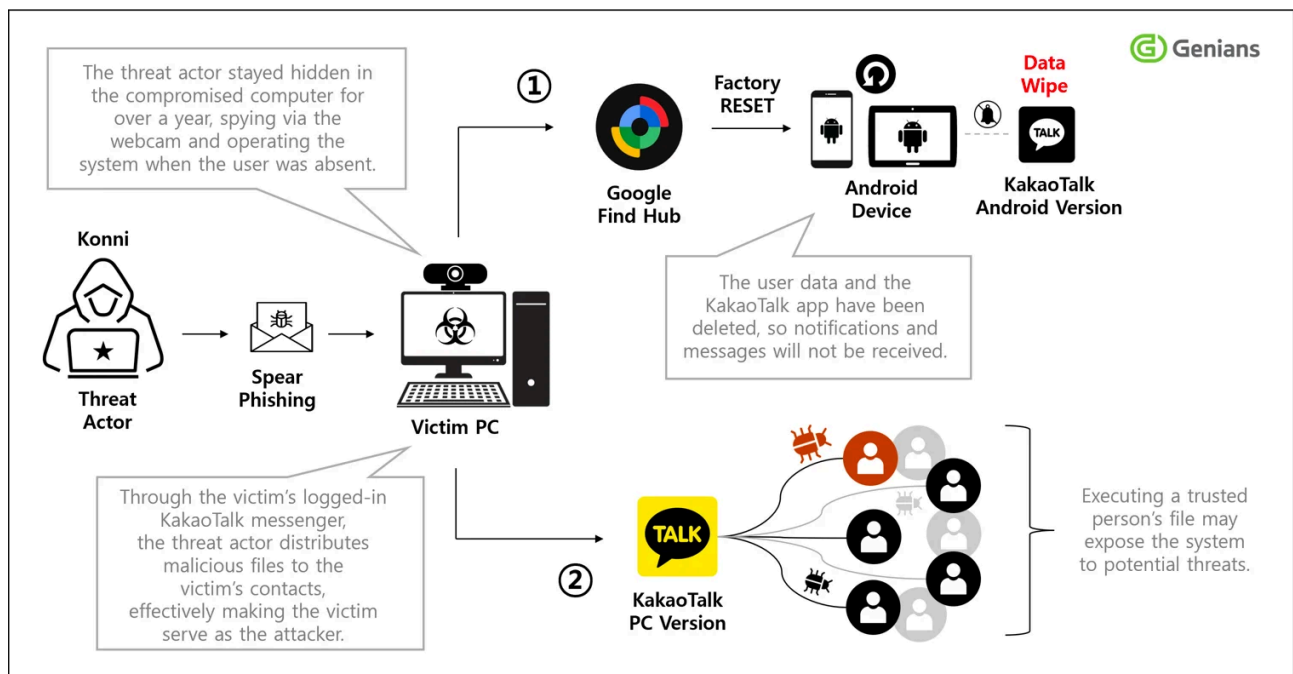 Genians
The threat actor stayed hidden in
the compromised computer for
over a year, spying via the
webcam and operating the
system when the user was absent.
①
Google
Find Hub
Factory
RESET
Android
Device
Data
Wipe
TALK
KakaoTalk
Android Version
The user data and the
KakaoTalk app have been
deleted, so notifications and
messages will not be received.
Konni
Threat
Actor
Spear
Phishing
Victim PC
Through the victim's logged-in
KakaoTalk messenger,
the threat actor distributes
malicious files to the
victim's contacts,
effectively making the victim
serve as the attacker.
②
TALK
KakaoTalk
PC Version
Executing a trusted
person's file may
expose the system
to potential threats.